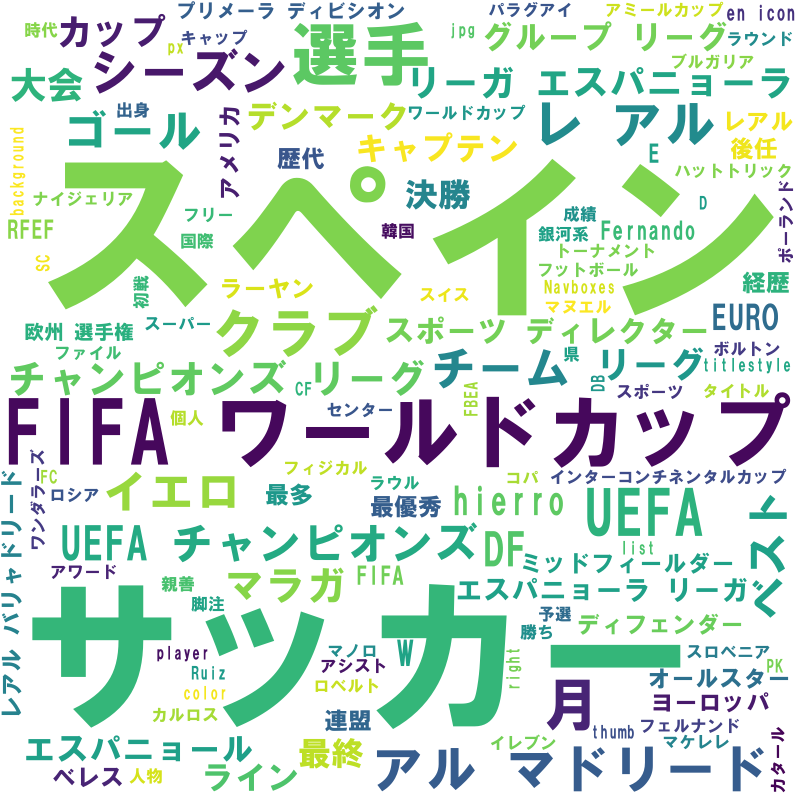 時代
プリメーラ ディビシオン
パラグアイ
アミールカップ
en icon
カップ
px
キャップ
選手
jpg
グループ リーグ
ラウンド
大会
シーズン
リーガ エスパニョーラ
ブルガリア
background
出身
ゴール
アメリカ
デンマーク
ワールドカップ
レ アル
レアル
後任
歴代
キャプテン
E
ハットトリック
スペイン
ナイジェリア
フリー
決勝
成績
D
ポーランド
RFEF
国際
韓国
銀河系
Fernando
トーナメント
SC
初戦
フットボール
Navboxes
経歴
ラーヤン
スイス
マヌエル
EURO
欧州 選手権
スーパー
クラブ
スポーツ ディレクター
ファイル
県
ボルトン
チャンピオンズ リーグ
CF
チーム リーグ
titlestyle
DB
FBEA
スポーツ
タイトル
FIFA ワールドカップ
個人
センター
レアル バリャドリード
ワンダラーズ
FC
ロシア
イエロ
フィジカル
最多
ラウル
最優秀
コパ
インターコンチネンタルカップ
hierro
UEFA
ベスト
UEFA チャンピオンズ
DF
list
ミッドフィールダー
アワード
親善
マラガ
FIFA
エスパニョーラ リーガ
脚注
サッカー
予選
勝ち
ディフェンダー
player
マノロ
アシスト
W
スロベニア
Ruiz
right
オールスター
PK
color
ロベルト
月
ヨーロッパ
カルロス
連盟
thumb
フェルナンド
カタール
エスパニョール
最終
イレブン
マケレレ
ベレス
人物
ライン
アル マドリード